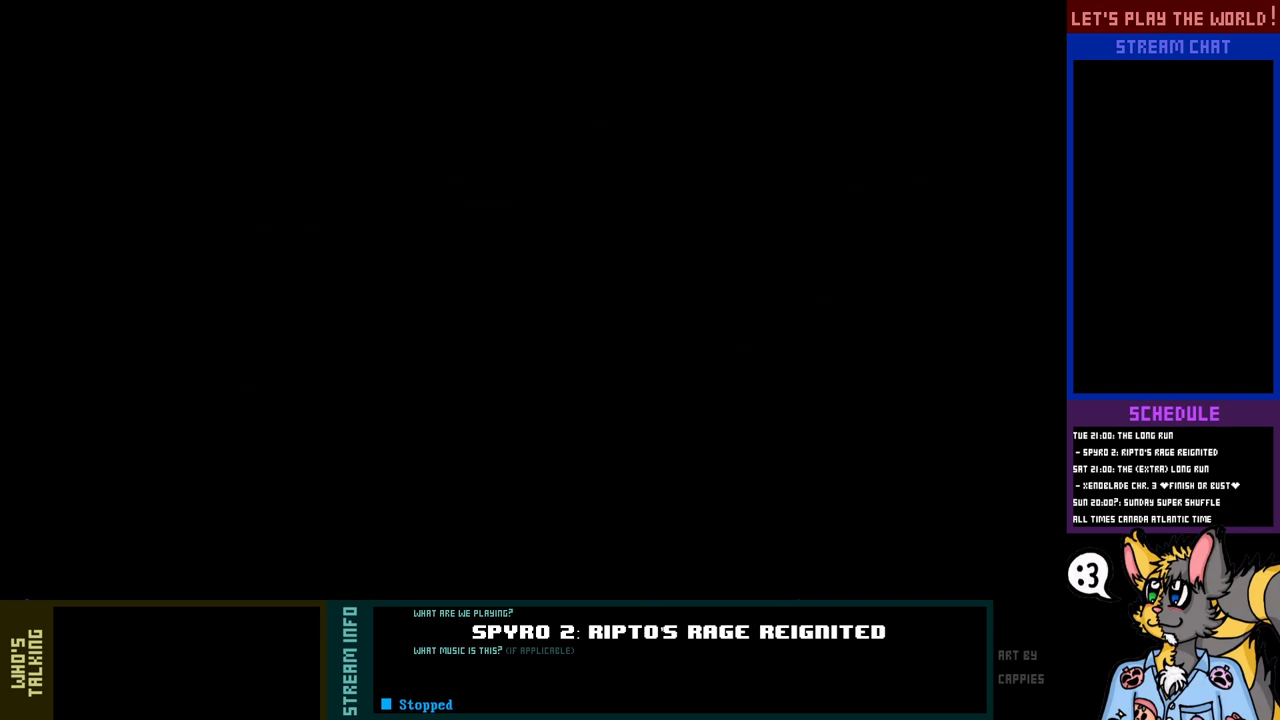 LET'S PLAY THE WORLD!
STREAM CHAT
SCHEDULE
TUE 21:00: THE LONG RUN
- SPYRO 2: RIPTO'S RAGE REIGNITED
SAT 21:00: THE (EXTRA) LONG RUN
- XENOBLADE CHR. 3 ♥FINISH OR BUST♥
SUN 20:00?: SUNDAY SUPER SHUFFLE
ALL TIMES CANADA ATLANTIC TIME
:3
WHO'S
TALKING
STREAM INFO
WHAT ARE WE PLAYING?
SPYRO 2: RIPTO'S RAGE REIGNITED
WHAT MUSIC IS THIS? (IF APPLICABLE)
Stopped
ART BY
CAPPIES